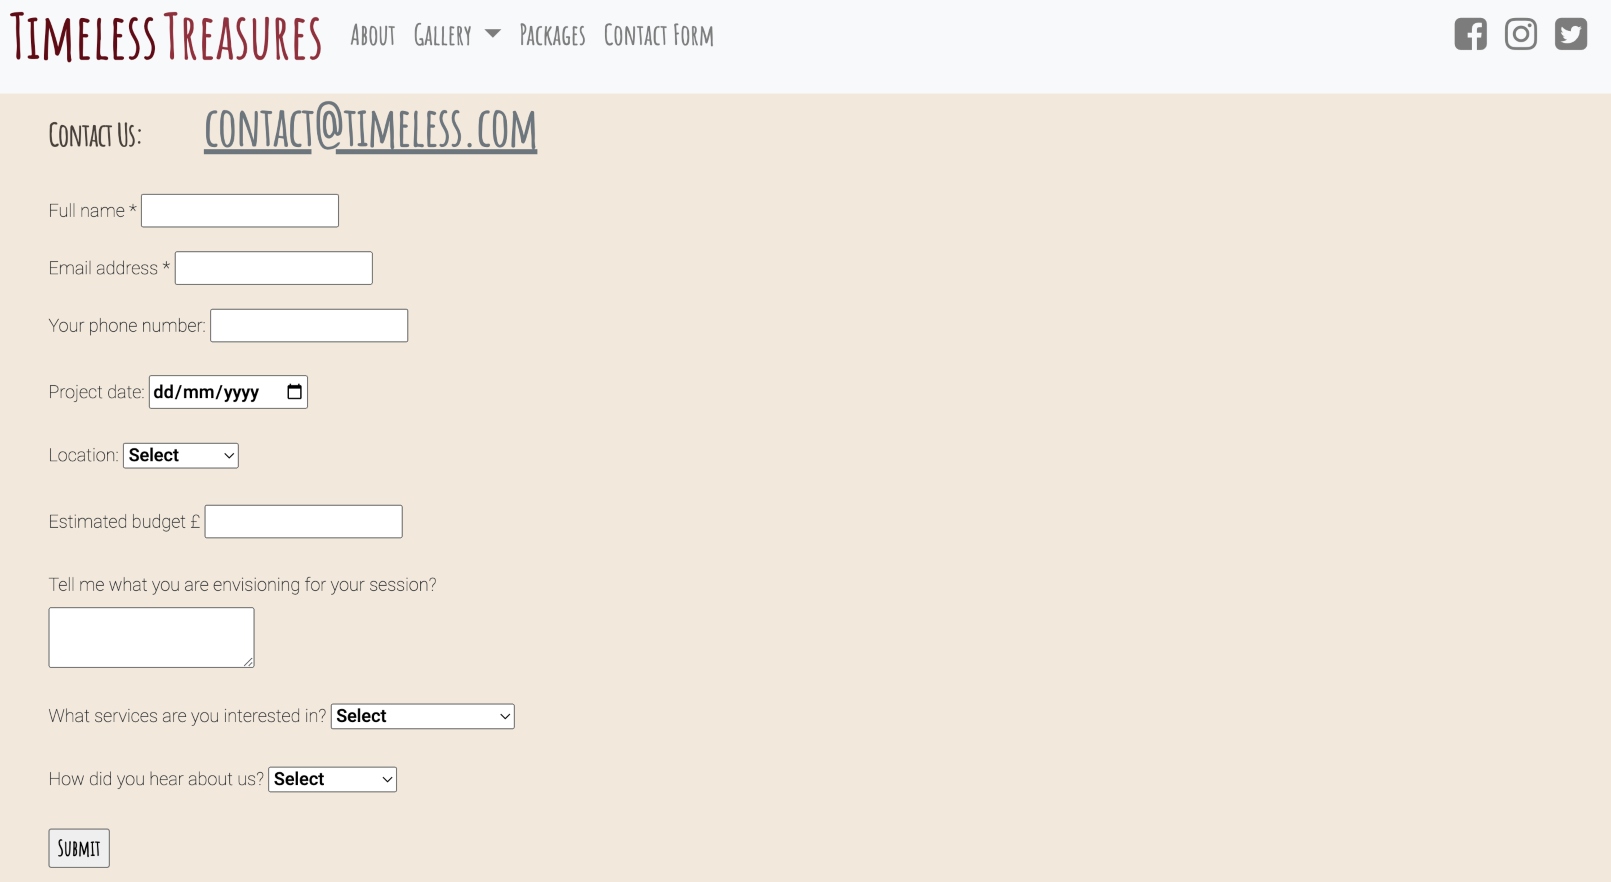 Timeless Treasures About Gallery Packages Contact Form
Contact Us: contact@timeless.com
Full name *
Email address *
Your phone number:
Project date: dd/mm/yyyy
Location: Select
Estimated budget £
Tell me what you are envisioning for your session?
What services are you interested in? Select
How did you hear about us? Select
Submit